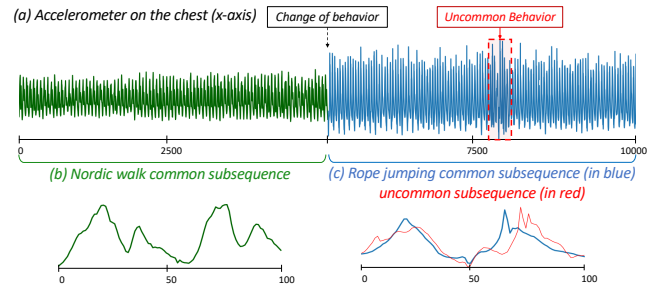 (a) Accelerometer on the chest (x-axis)
Change of behavior
Uncommon Behavior
0 2500 7500 10000
(b) Nordic walk common subsequence
(c) Rope jumping common subsequence (in blue)
uncommon subsequence (in red)
0 50 100
0 50 100